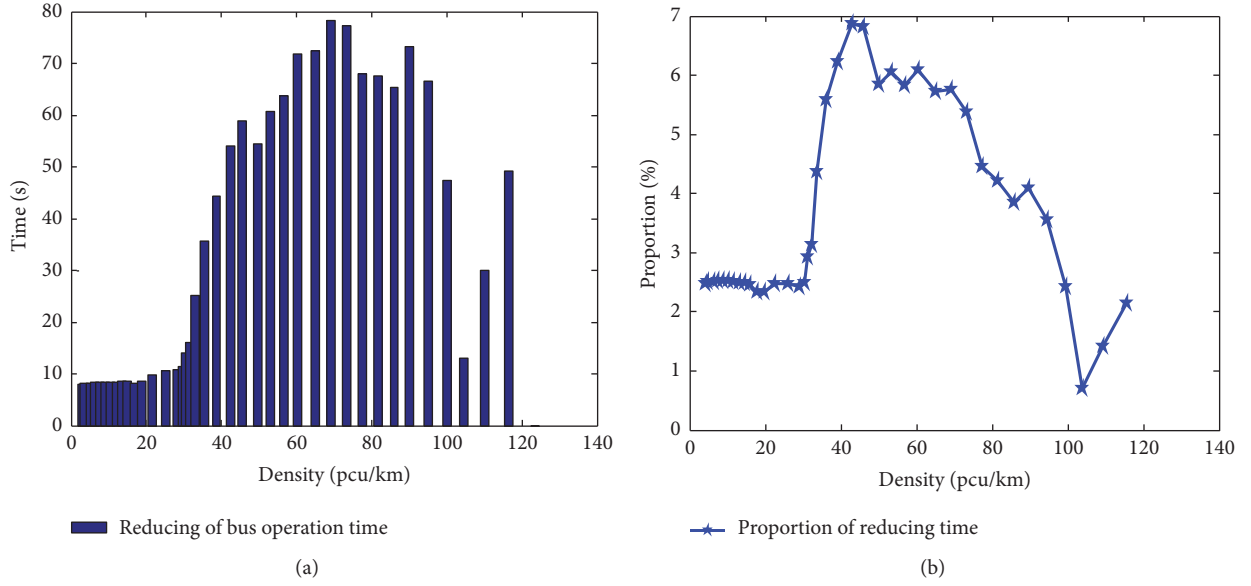 80
70
60
50
40
30
20
10
0
Time (s)
0 20 40 60 80 100 120 140
Density (pcu/km)
Reducing of bus operation time
(a)
7
6
5
4
3
2
1
0
Proportion (%)
0 20 40 60 80 100 120 140
Density (pcu/km)
Proportion of reducing time
(b)